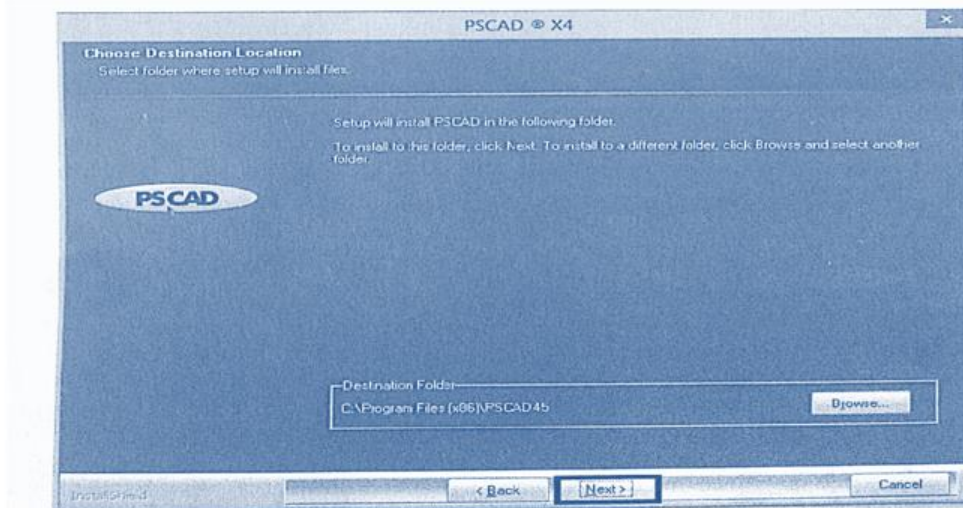 PSCAD ® X4
Choose Destination Location
Select folder where setup will install files.
Setup will install PSCAD in the following folder.
To install to this folder, click Next. To install to a different folder, click Browse and select another
folder.
PSCAD
Destination Folder
C:\Program Files (x86)\PSCAD45
Browse...
InstallShield
< Back
Next >
Cancel